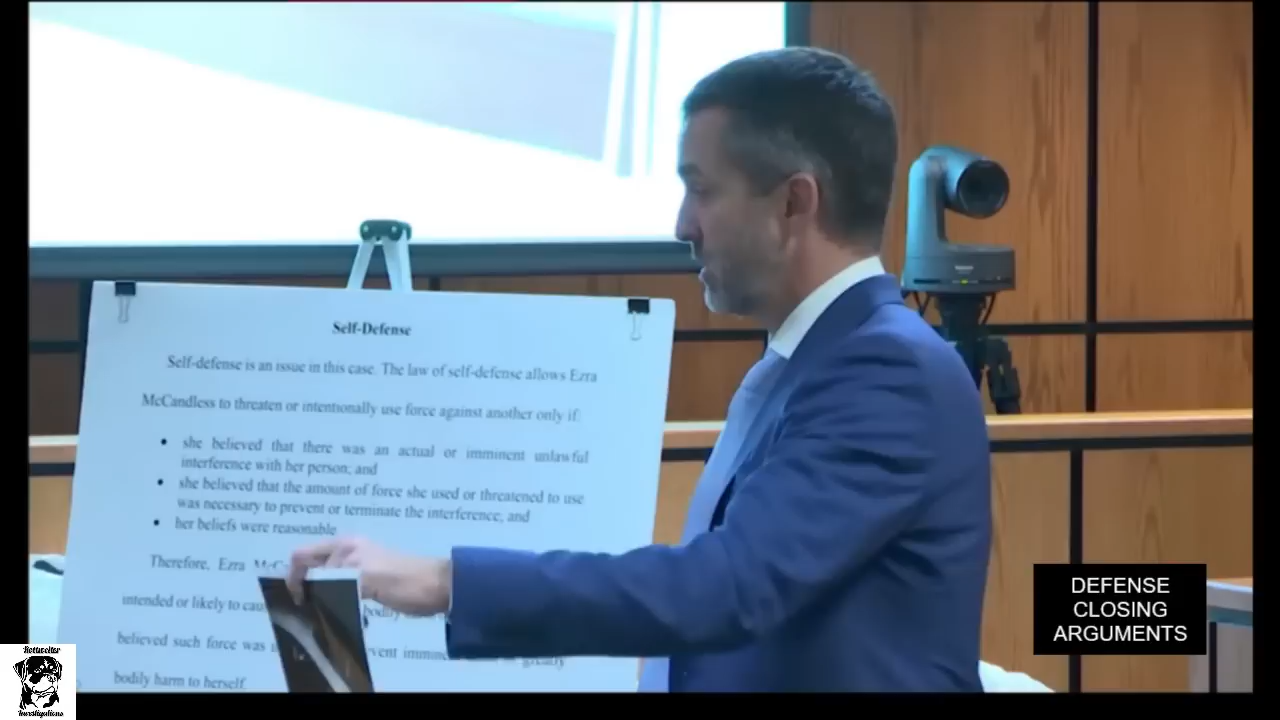 Self-Defense
Self-defense is an issue in this case. The law of self-defense allows Ezra
McCandless to threaten or intentionally use force against another only if:
• she believed that there was an actual or imminent unlawful
interference with her person; and
• she believed that the amount of force she used or threatened to use
was necessary to prevent or terminate the interference; and
• her beliefs were reasonable.
Therefore, Ezra
intended or likely to bodily
believed such force was
bodily harm to herself.
DEFENSE
CLOSING
ARGUMENTS
Rottweiler
Investigations